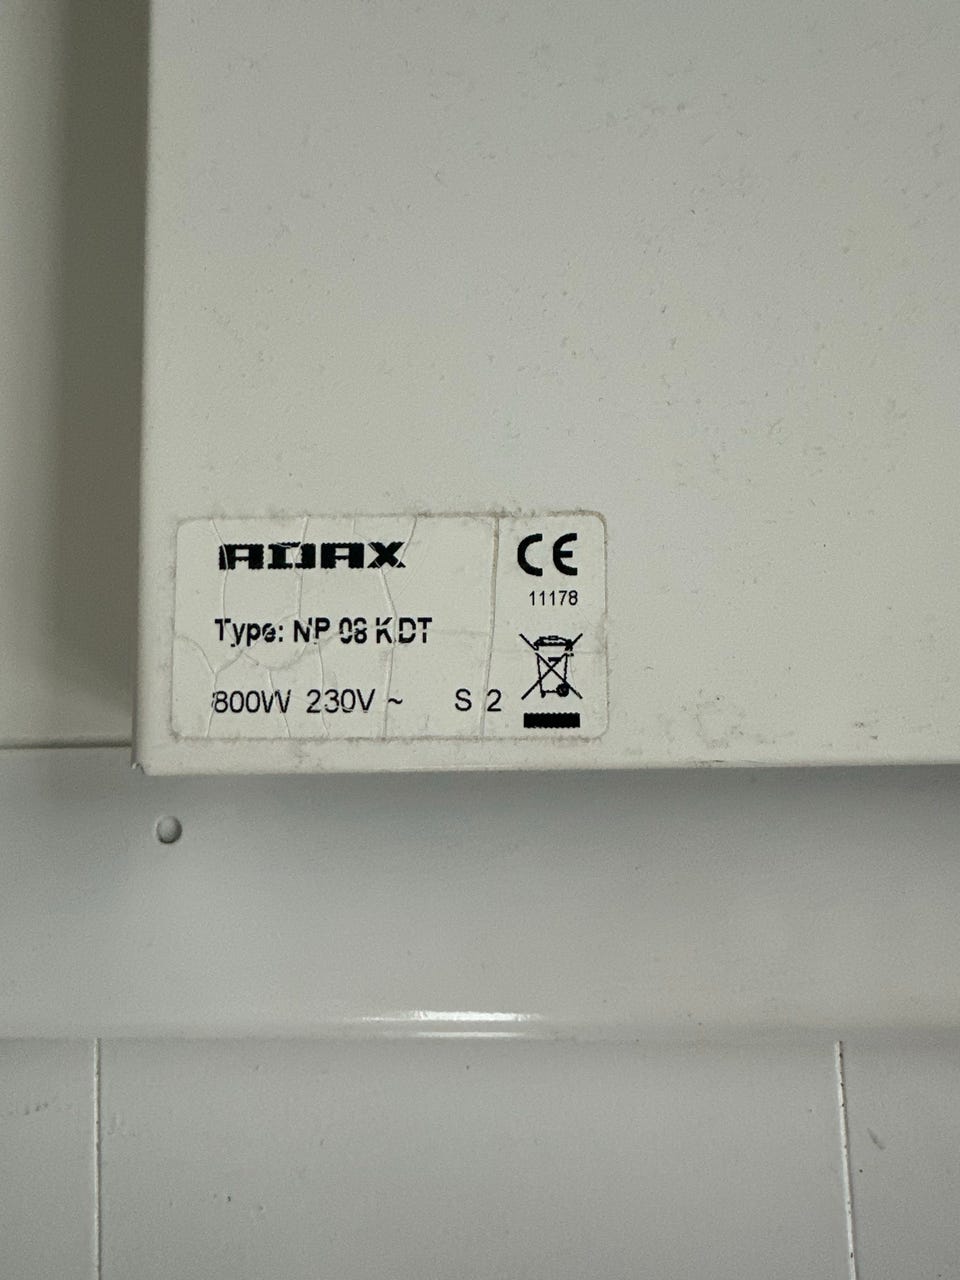 ADAX
CE
11178
Type: NP 08 KDT
800W 230V ~ S 2